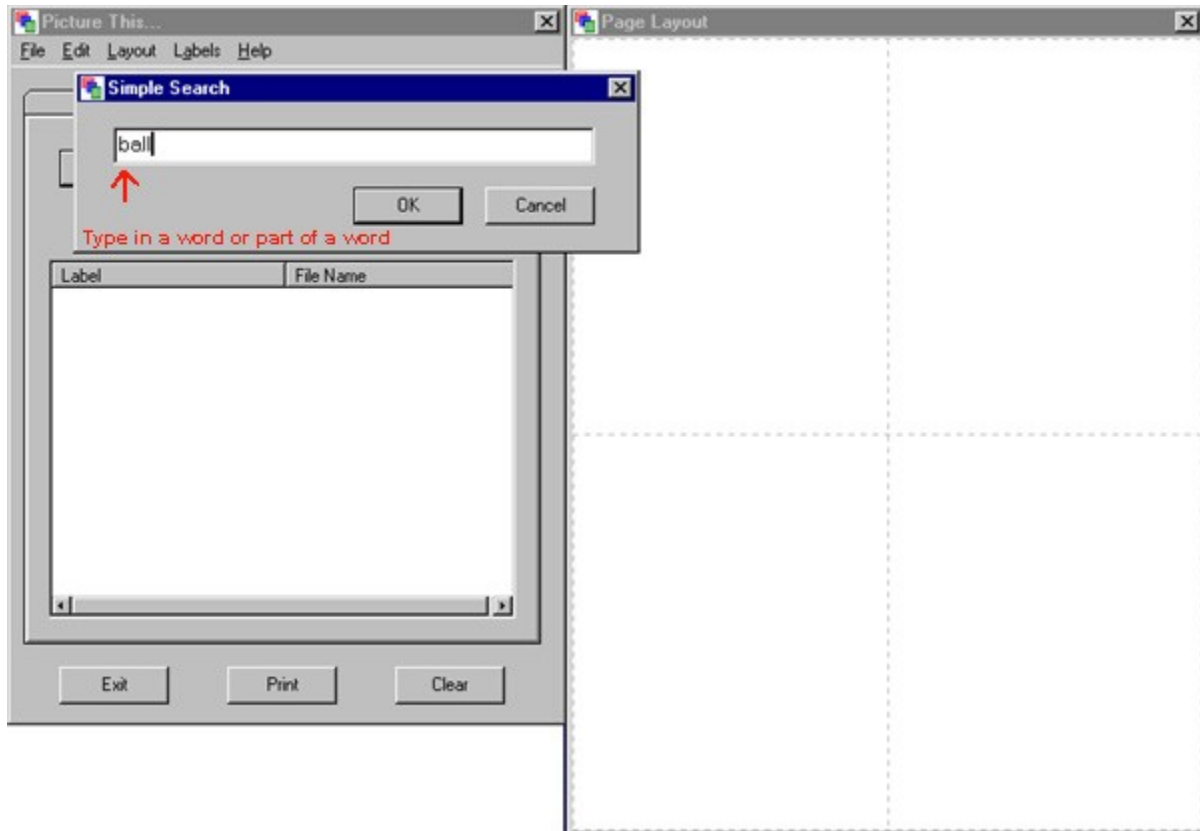 Picture This...
File Edit Layout Labels Help
Simple Search
ball
OK Cancel
Type in a word or part of a word
Label File Name
Exit Print Clear
Page Layout